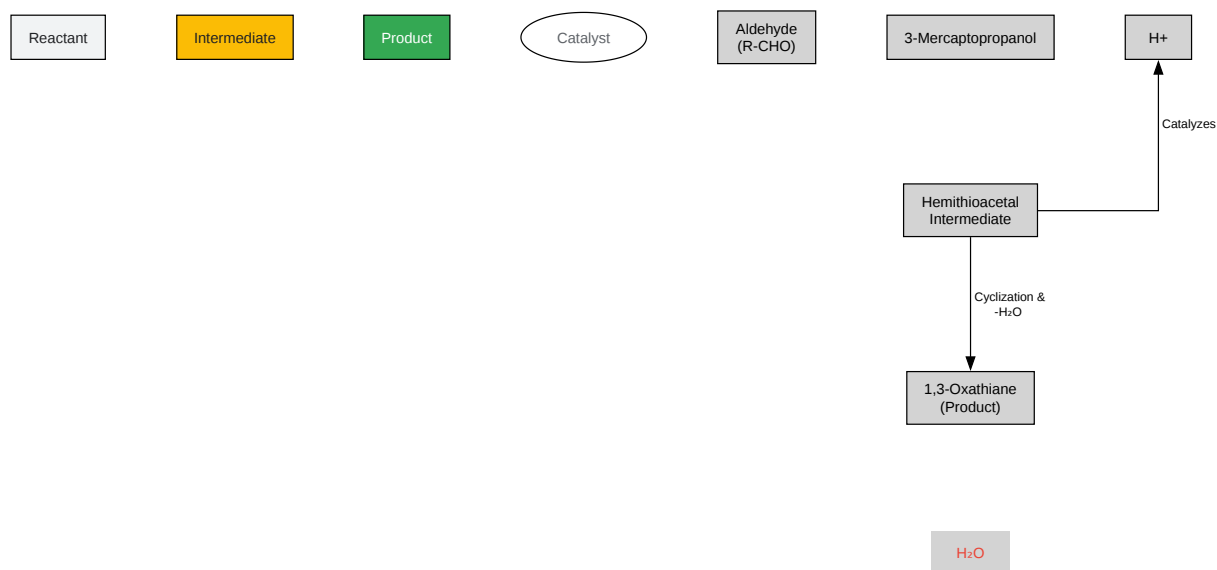 Reactant
Intermediate
Product
Catalyst
Aldehyde
(R-CHO)
3-Mercaptopropanol
H+
Catalyzes
Hemithioacetal
Intermediate
Cyclization &
-H₂O
1,3-Oxathiane
(Product)
H₂O